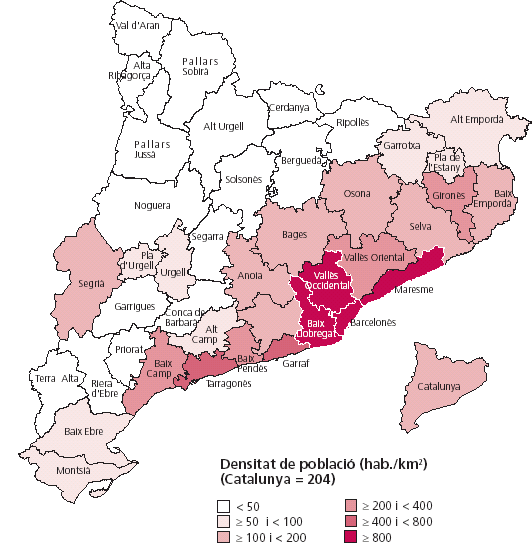 Val d'Aran
Pallars
Sobirà
Alta
Ribagorça
Cerdanya
Ripollès
Alt Empordà
Alt Urgell
Garrotxa
Pallars
Jussà
Berguedà
Pla de
l'Estany
Solsonès
Osona
Gironès
Baix
Empordà
Noguera
Selva
Segarra
Bages
Pla
d'Urgell
Vallès Oriental
Urgell
Anoia
Vallès
Occidental
Segrià
Maresme
Garrigues
Conca de
Barberà
Baix
Llobregat
Barcelonès
Alt
Camp
Priorat
Baix
Pendès
Garraf
Baix
Camp
Terra Alta
Riera
d'Ebre
Tarragonès
Catalunya
Baix Ebre
Montsià
Densitat de població (hab./km²)
(Catalunya = 204)
< 50
≥ 50 i < 100
≥ 100 i < 200
≥ 200 i < 400
≥ 400 i < 800
≥ 800